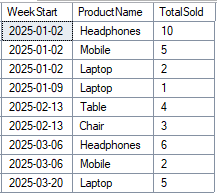 WeekStart ProductName TotalSold
2025-01-02 Headphones 10
2025-01-02 Mobile 5
2025-01-02 Laptop 2
2025-01-09 Laptop 1
2025-02-13 Table 4
2025-02-13 Chair 3
2025-03-06 Headphones 6
2025-03-06 Mobile 2
2025-03-20 Laptop 5